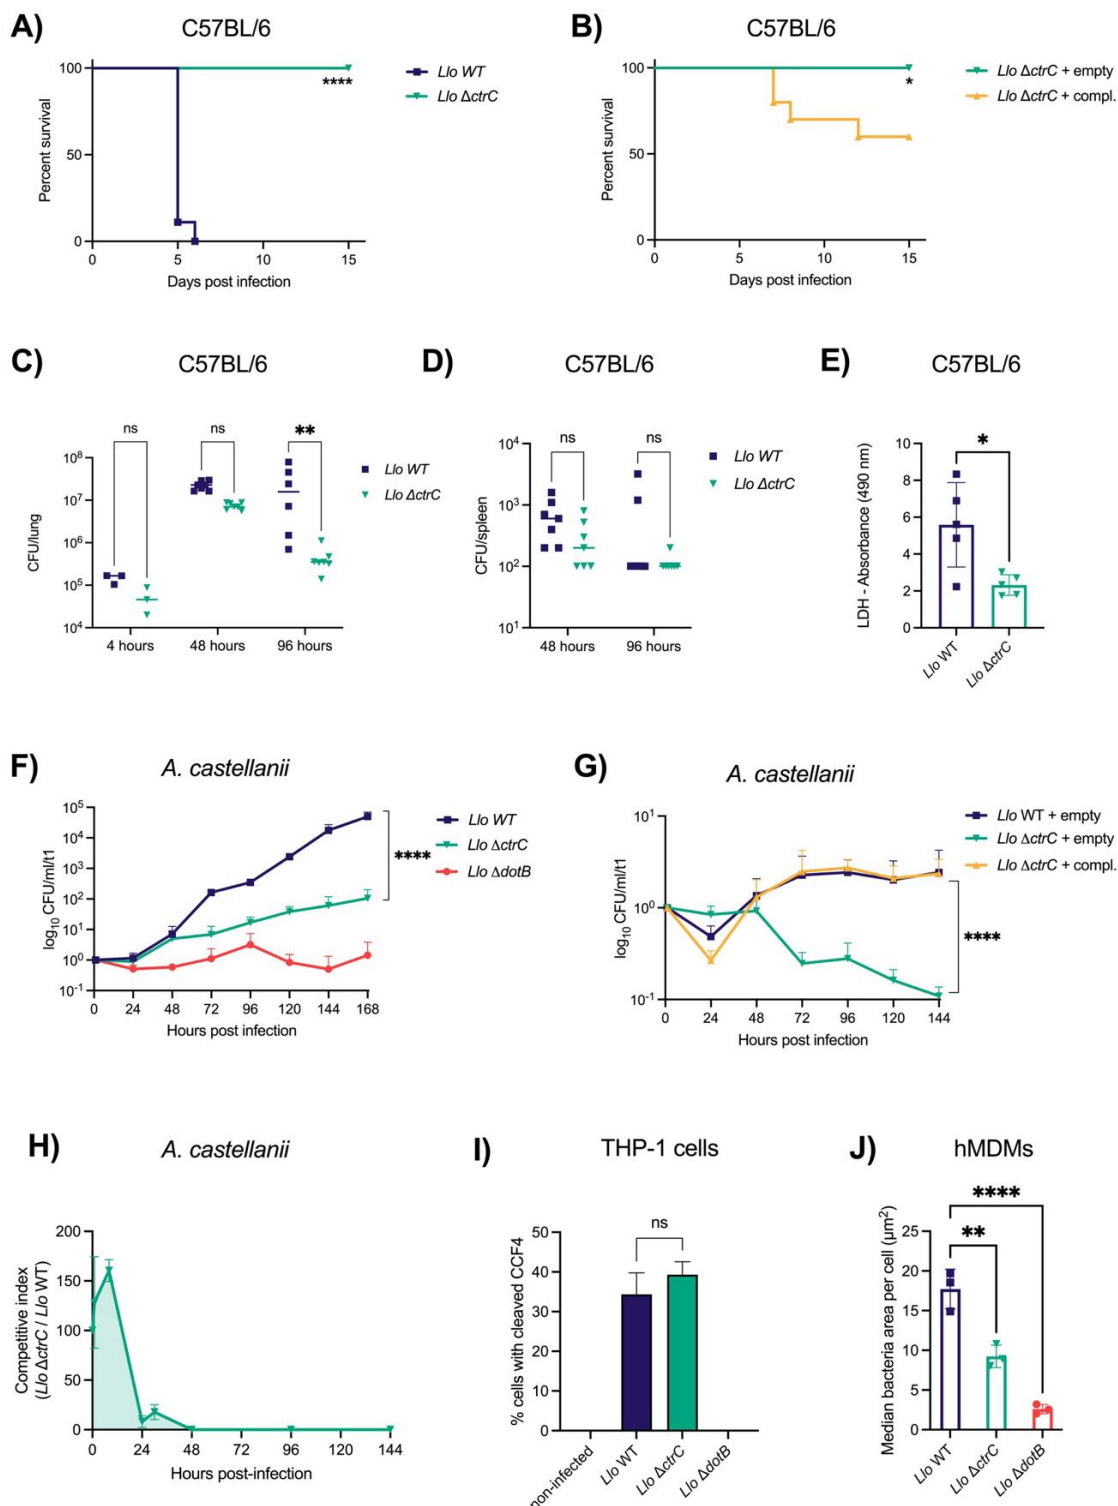 A)
C57BL/6
Percent survival
100
50
0
0 5 10 15
Days post infection
****
Llo WT
Llo ΔctrC
B)
C57BL/6
Percent survival
100
50
0
0 5 10 15
Days post infection
*
Llo ΔctrC + empty
Llo ΔctrC + compl.
C)
C57BL/6
CFU/lung
10⁸
10⁷
10⁶
10⁵
10⁴
ns ns **
4 hours 48 hours 96 hours
Llo WT
Llo ΔctrC
D)
C57BL/6
CFU/spleen
10⁴
10³
10²
10¹
ns ns
48 hours 96 hours
Llo WT
Llo ΔctrC
E)
C57BL/6
LDH - Absorbance (490 nm)
10
8
6
4
2
0
*
Llo WT
Llo ΔctrC
F)
A. castellanii
log₁₀ CFU/ml/t1
10⁵
10⁴
10³
10²
10¹
10⁰
10⁻¹
0 24 48 72 96 120 144 168
Hours post infection
****
Llo WT
Llo ΔctrC
Llo ΔdotB
G)
A. castellanii
log₁₀ CFU/ml/t1
10¹
10⁰
10⁻¹
0 24 48 72 96 120 144
Hours post infection
****
Llo WT + empty
Llo ΔctrC + empty
Llo ΔctrC + compl.
H)
A. castellanii
Competitive index
(Llo ΔctrC / Llo WT)
200
150
100
50
0
0 24 48 72 96 120 144
Hours post-infection
I)
THP-1 cells
% cells with cleaved CCF4
50
40
30
20
10
0
ns
non-infected
Llo WT
Llo ΔctrC
Llo ΔdotB
J)
hMDMs
Median bacteria area per cell (μm²)
25
20
15
10
5
0
****
**
Llo WT
Llo ΔctrC
Llo ΔdotB